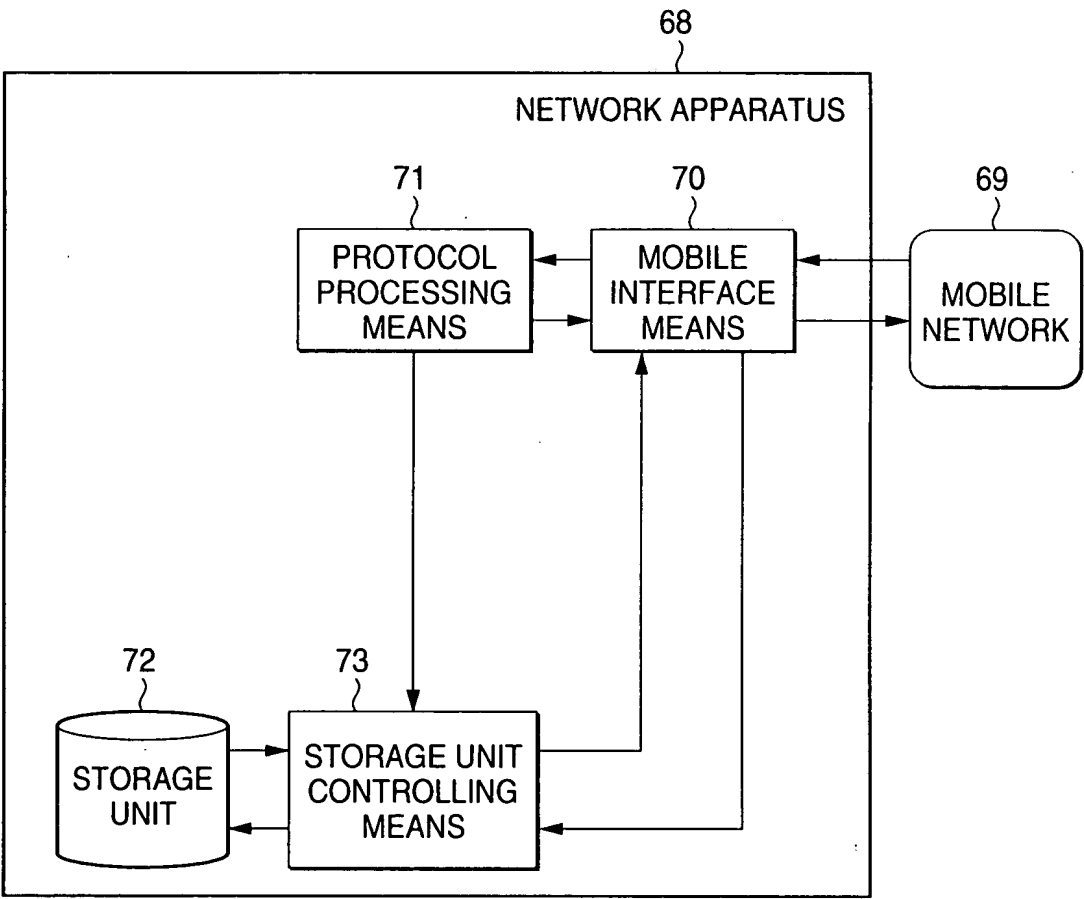 68
NETWORK APPARATUS
71
70
69
PROTOCOL
PROCESSING
MEANS
MOBILE
INTERFACE
MEANS
MOBILE
NETWORK
72
73
STORAGE
UNIT
STORAGE UNIT
CONTROLLING
MEANS